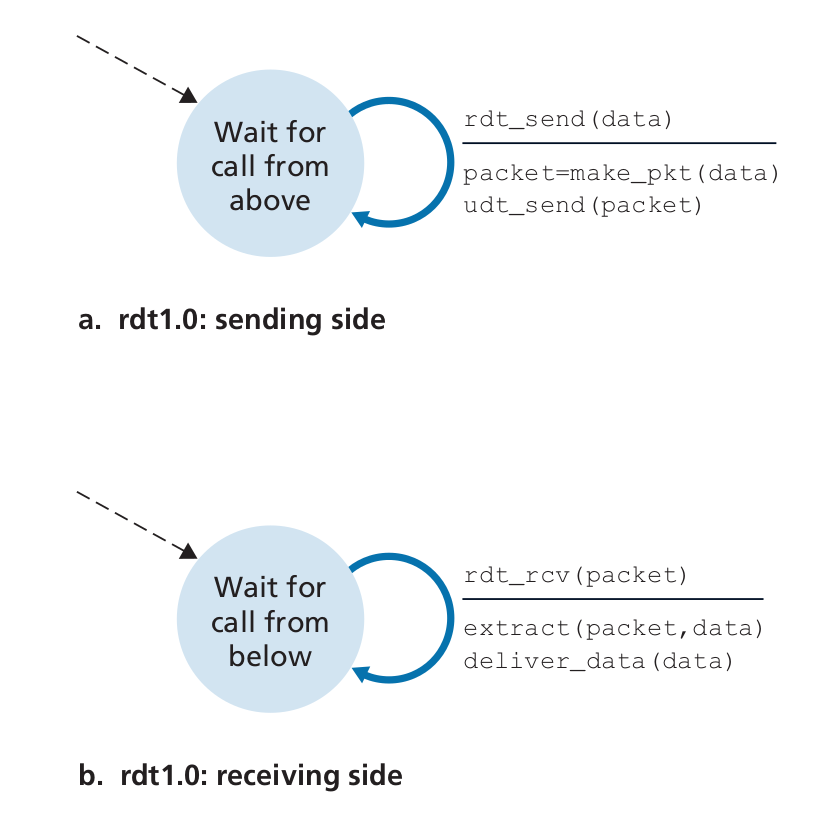 Wait for
call from
above
rdt_send(data)
packet=make_pkt(data)
udt_send(packet)
a. rdt1.0: sending side
Wait for
call from
below
rdt_rcv(packet)
extract(packet,data)
deliver_data(data)
b. rdt1.0: receiving side